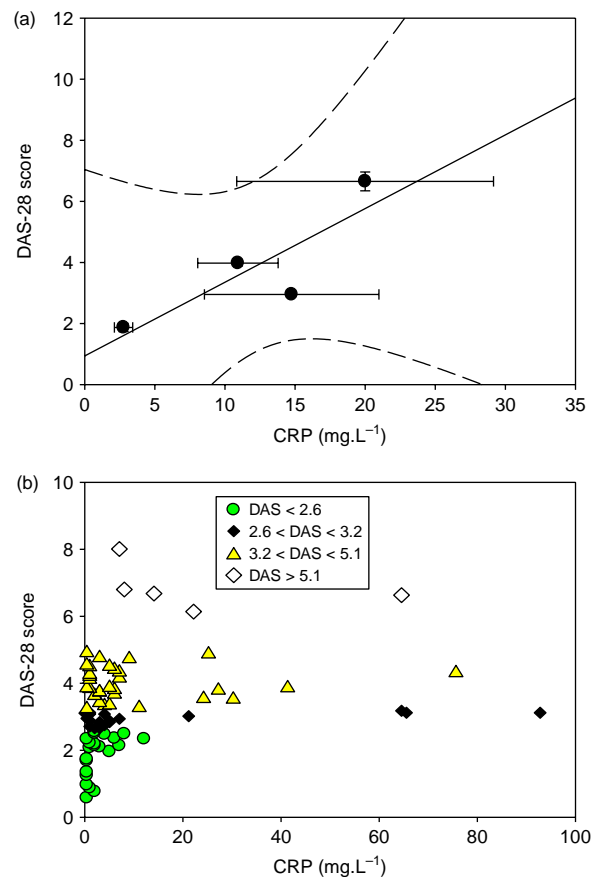 (a)
12
10
8
6
4
2
0
DAS-28 score
0 5 10 15 20 25 30 35
CRP (mg.L⁻¹)
(b)
10
8
6
4
2
0
DAS-28 score
DAS < 2.6
2.6 < DAS < 3.2
3.2 < DAS < 5.1
DAS > 5.1
0 20 40 60 80 100
CRP (mg.L⁻¹)